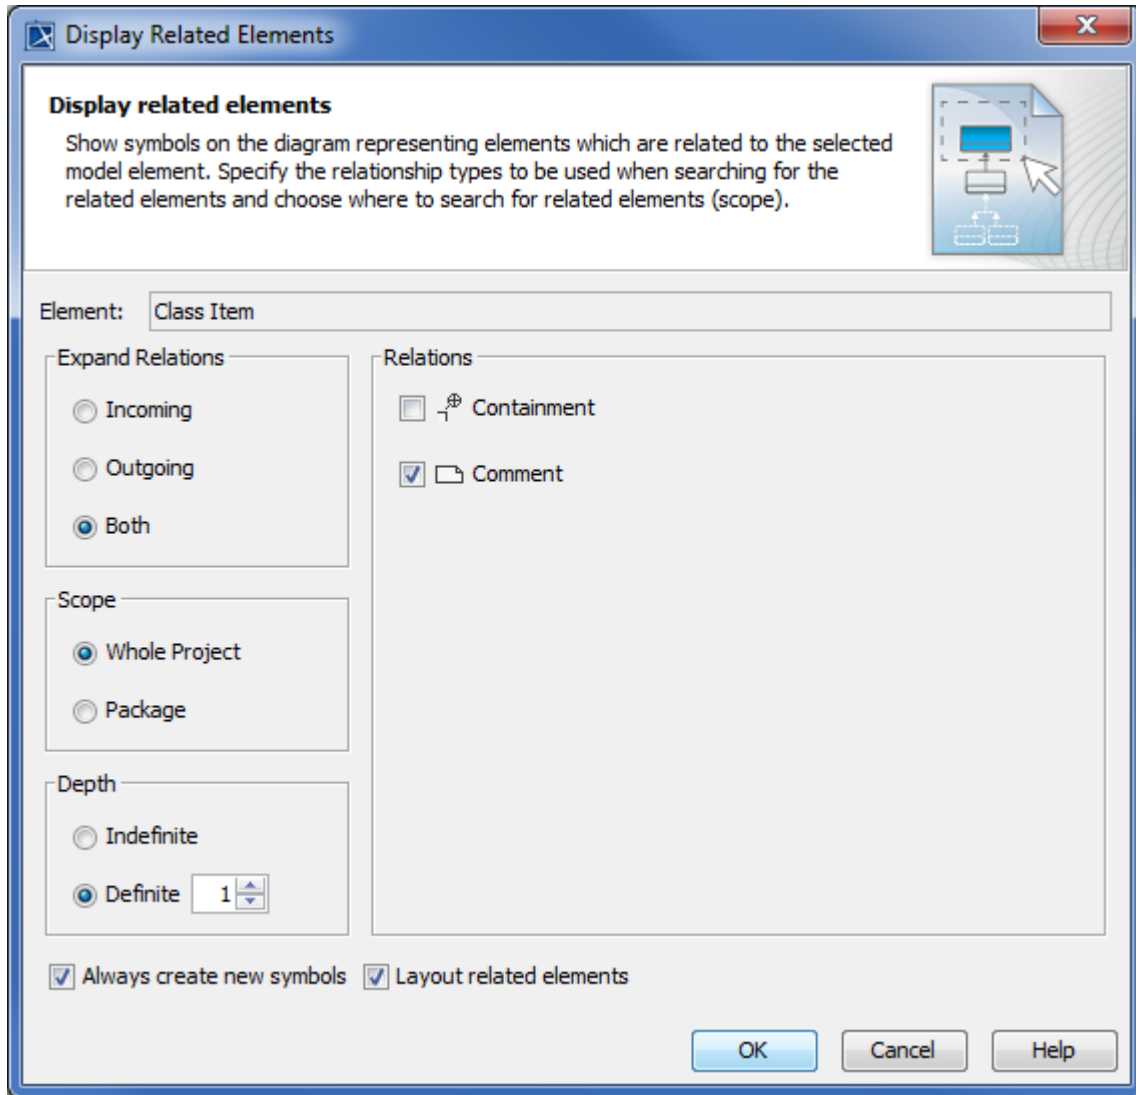 Display Related Elements
Display related elements
Show symbols on the diagram representing elements which are related to the selected
model element. Specify the relationship types to be used when searching for the
related elements and choose where to search for related elements (scope).
Element: Class Item
Expand Relations
Incoming
Outgoing
Both
Scope
Whole Project
Package
Depth
Indefinite
Definite 1
Relations
Containment
Comment
Always create new symbols Layout related elements
OK Cancel Help